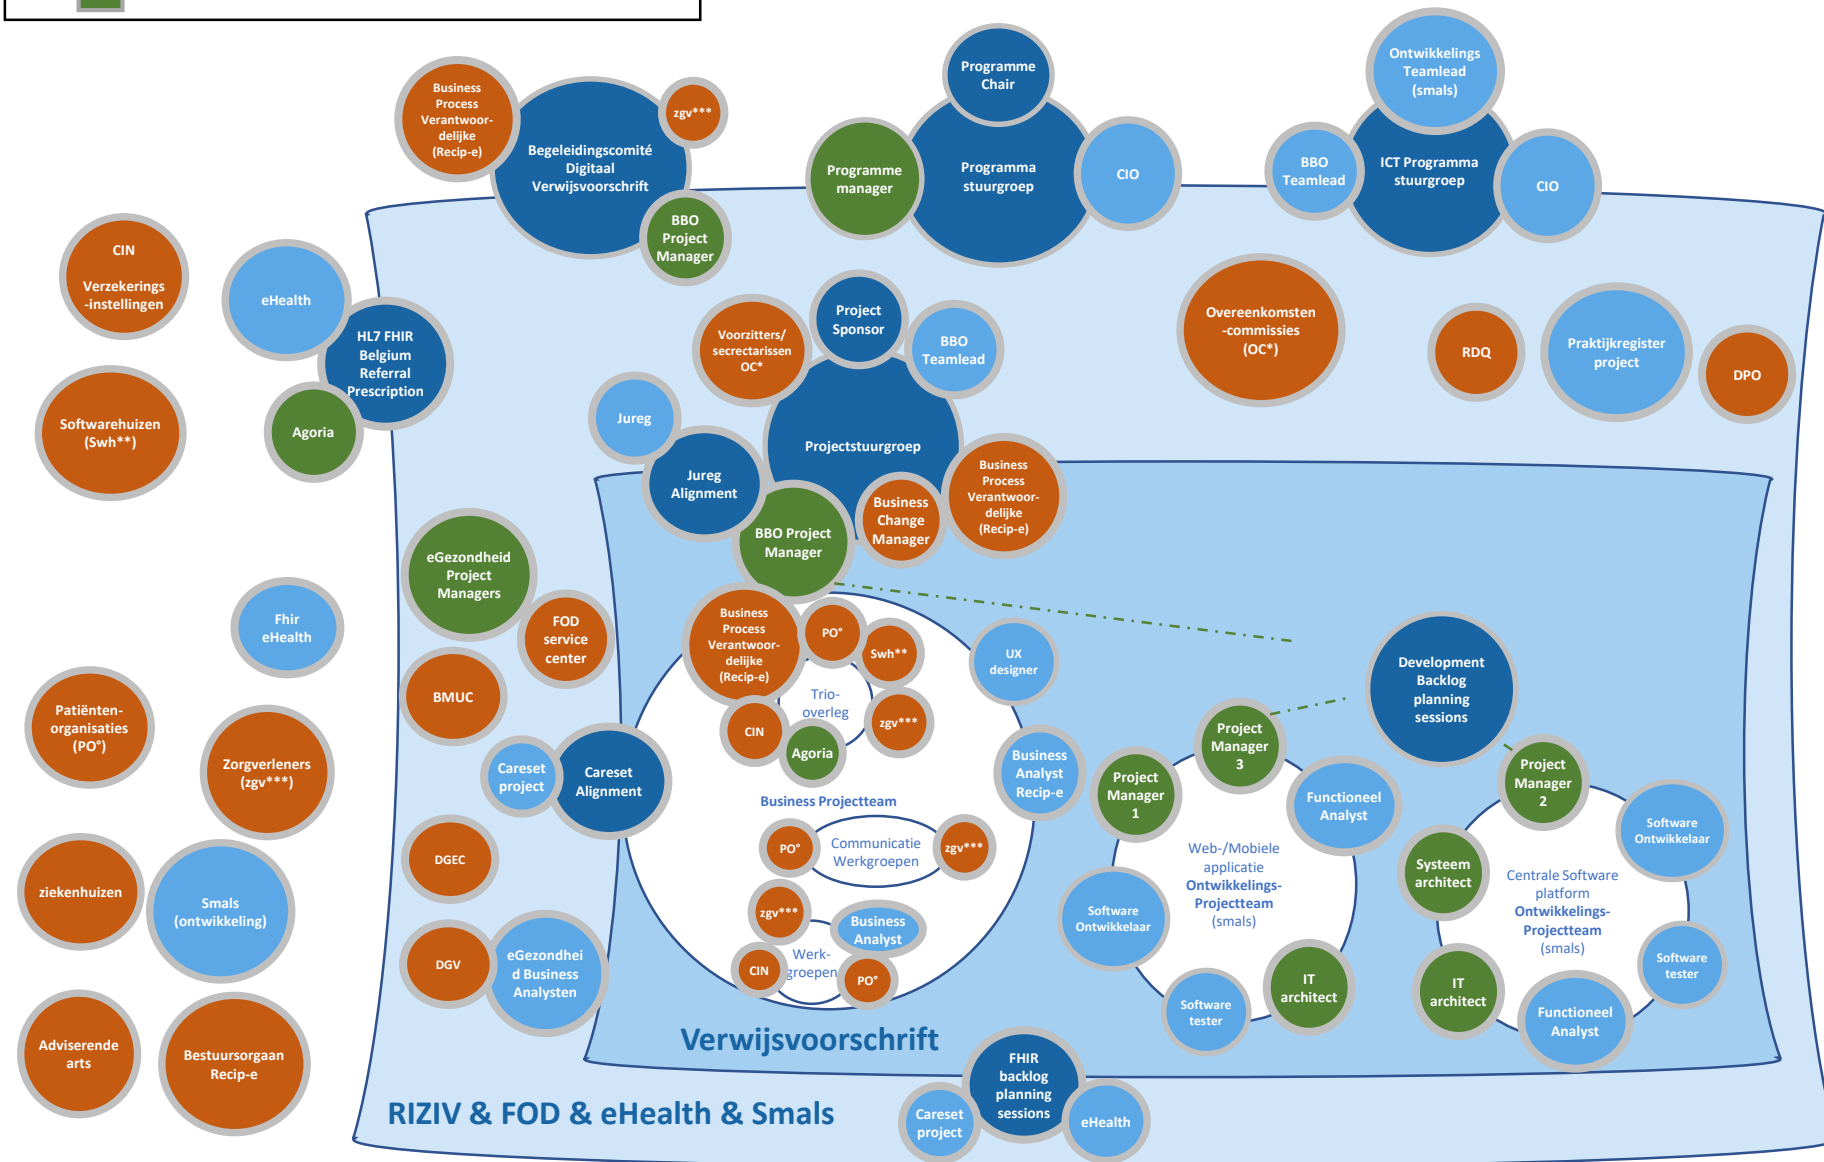 Business
Process
Verantwoor-
delijke
(Recip-e)
Begeleidingscomité
Digitaal
Verwijsvoorschrift
zgv***
BBO
Project
Manager
Programme
Chair
Programme
manager
Programma
stuurgroep
CIO
Ontwikkelings
Teamlead
(smals)
BBO
Teamlead
ICT Programma
stuurgroep
CIO
CIN
Verzekerings
-instellingen
eHealth
HL7 FHIR
Belgium
Referral
Prescription
Softwarehuizen
(Swh**)
Agoria
Project
Sponsor
Voorzitters/
secrectarissen
OC*
BBO
Teamlead
Jureg
Jureg
Alignment
Projectstuurgroep
BBO Project
Manager
Business
Change
Manager
Business
Process
Verantwoor-
delijke
(Recip-e)
Overeenkomsten
-commissies
(OC*)
RDQ
Praktijkregister
project
DPO
eGezondheid
Project
Managers
FOD
service
center
Fhir
eHealth
BMUC
Patiënten-
organisaties
(PO°)
Zorgverleners
(zgv***)
Careset
project
Careset
Alignment
ziekenhuizen
Smals
(ontwikkeling)
DGEC
DGV
eGezondhei
d Business
Analysten
Adviserende
arts
Bestuursorgaan
Recip-e
Business
Process
Verantwoor-
delijke
(Recip-e)
PO°
Swh**
Trio-
overleg
zgv***
CIN
Agoria
UX
designer
Business
Analyst
Recip-e
Business Projectteam
PO°
Communicatie
Werkgroepen
zgv***
zgv***
Business
Analyst
Werk-
groepen
CIN
PO°
Development
Backlog
planning
sessions
Project
Manager
3
Project
Manager
1
Functioneel
Analyst
Web-/Mobiele
applicatie
Ontwikkelings-
Projectteam
(smals)
Software
Ontwikkelaar
Software
tester
IT
architect
Project
Manager
2
Software
Ontwikkelaar
Systeem
architect
Centrale Software
platform
Ontwikkelings-
Projectteam
(smals)
Software
tester
IT
architect
Functioneel
Analyst
Verwijsvoorschrift
FHIR
backlog
planning
sessions
Careset
project
eHealth
RIZIV & FOD & eHealth & Smals